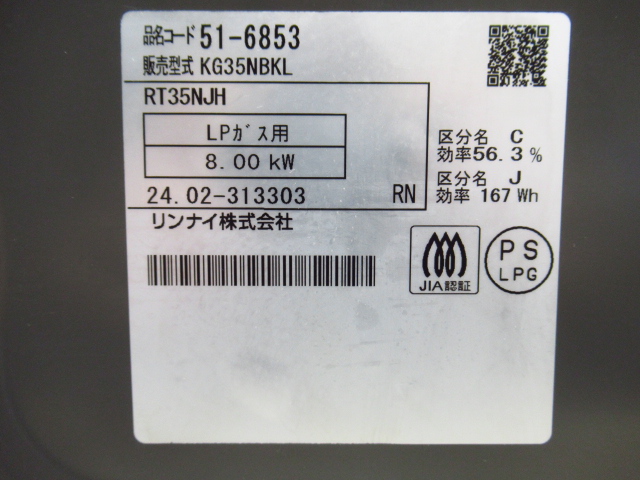 品名コード 51-6853
販売型式 KG35NBKL
RT35NJH
LPガス用
8.00 kW
24.02-313303 RN
リンナイ株式会社
区分名 C
効率56.3%
区分名 J
効率 167 Wh
JIA認証
PS
LPG